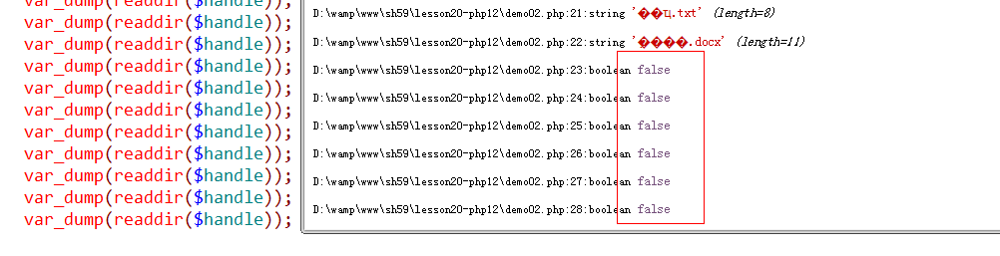 var_dump(readdir($handle));
var_dump(readdir($handle));
var_dump(readdir($handle));
var_dump(readdir($handle));
var_dump(readdir($handle));
var_dump(readdir($handle));
var_dump(readdir($handle));
var_dump(readdir($handle));
var_dump(readdir($handle));
var_dump(readdir($handle));
var_dump(readdir($handle));
D:\wamp\www\sh59\lesson20-php12\demo02.php:21:string '��ҵ.txt' (length=8)
D:\wamp\www\sh59\lesson20-php12\demo02.php:22:string '����.docx' (length=11)
D:\wamp\www\sh59\lesson20-php12\demo02.php:23:boolean false
D:\wamp\www\sh59\lesson20-php12\demo02.php:24:boolean false
D:\wamp\www\sh59\lesson20-php12\demo02.php:25:boolean false
D:\wamp\www\sh59\lesson20-php12\demo02.php:26:boolean false
D:\wamp\www\sh59\lesson20-php12\demo02.php:27:boolean false
D:\wamp\www\sh59\lesson20-php12\demo02.php:28:boolean false